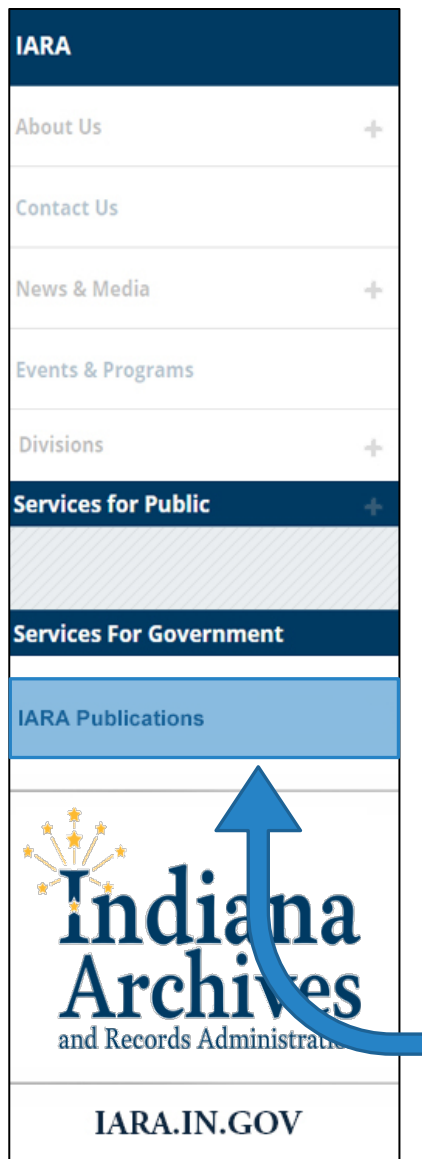 IARA
About Us
Contact Us
News & Media
Events & Programs
Divisions
Services for Public
Services For Government
IARA Publications
Indiana
Archives
and Records Administration
IARA.IN.GOV